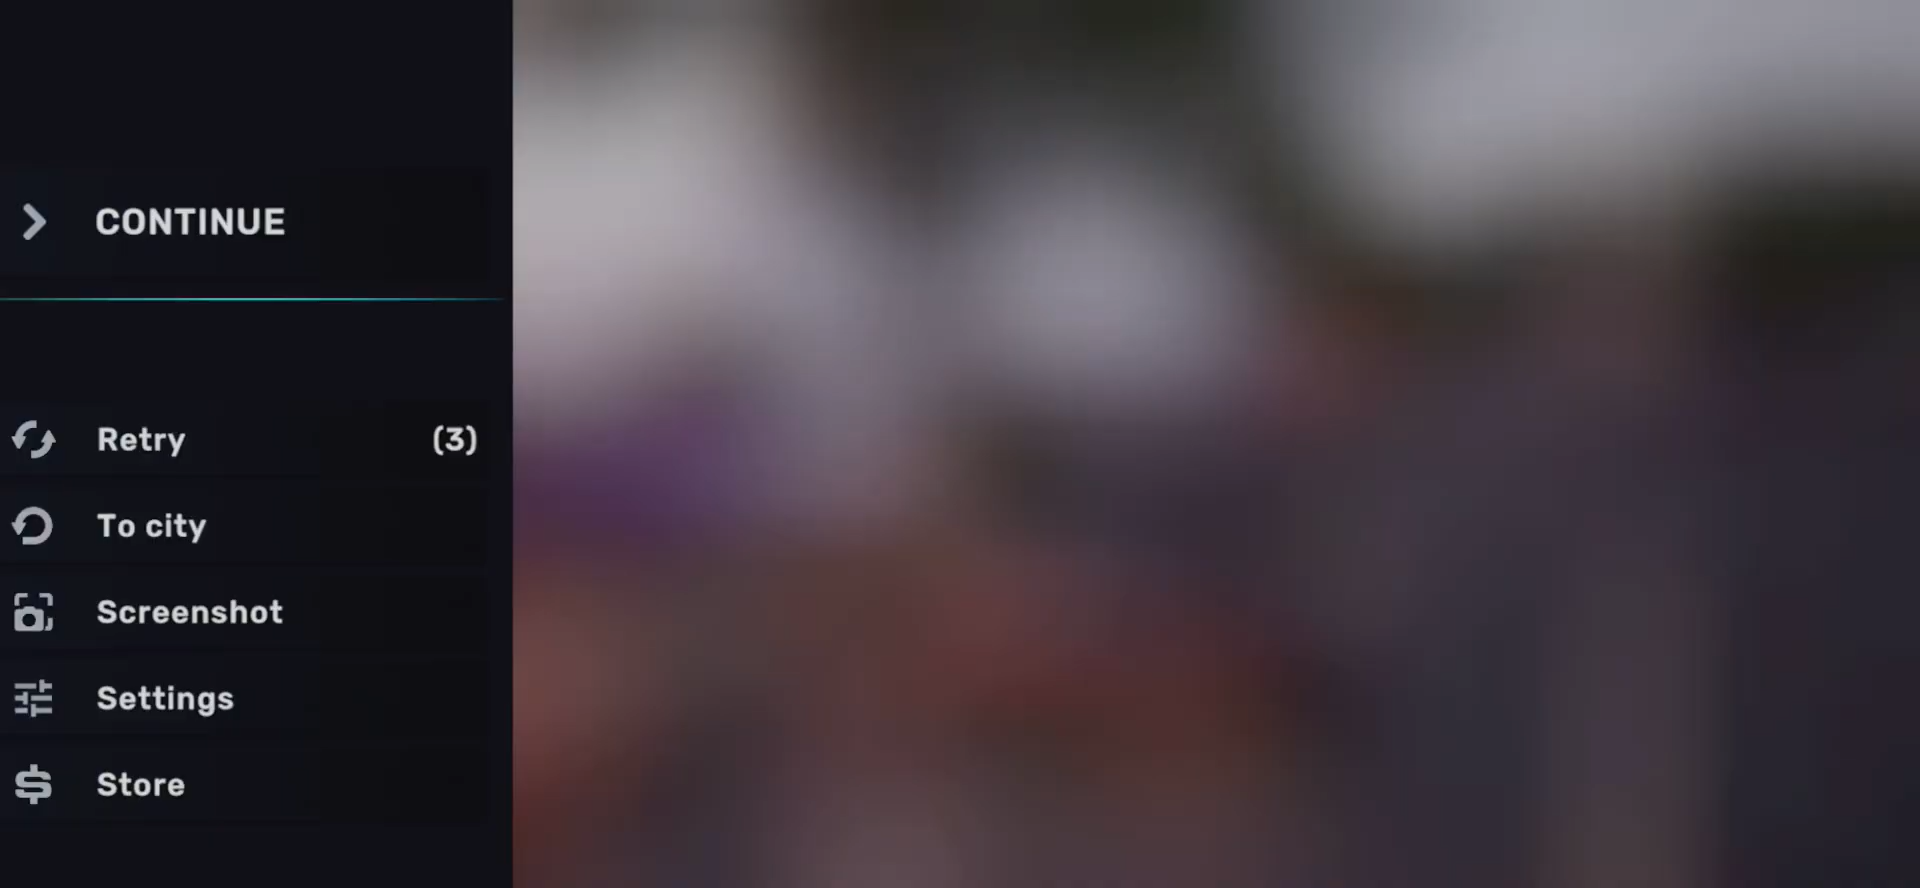 CONTINUE
Retry (3)
To city
Screenshot
Settings
Store